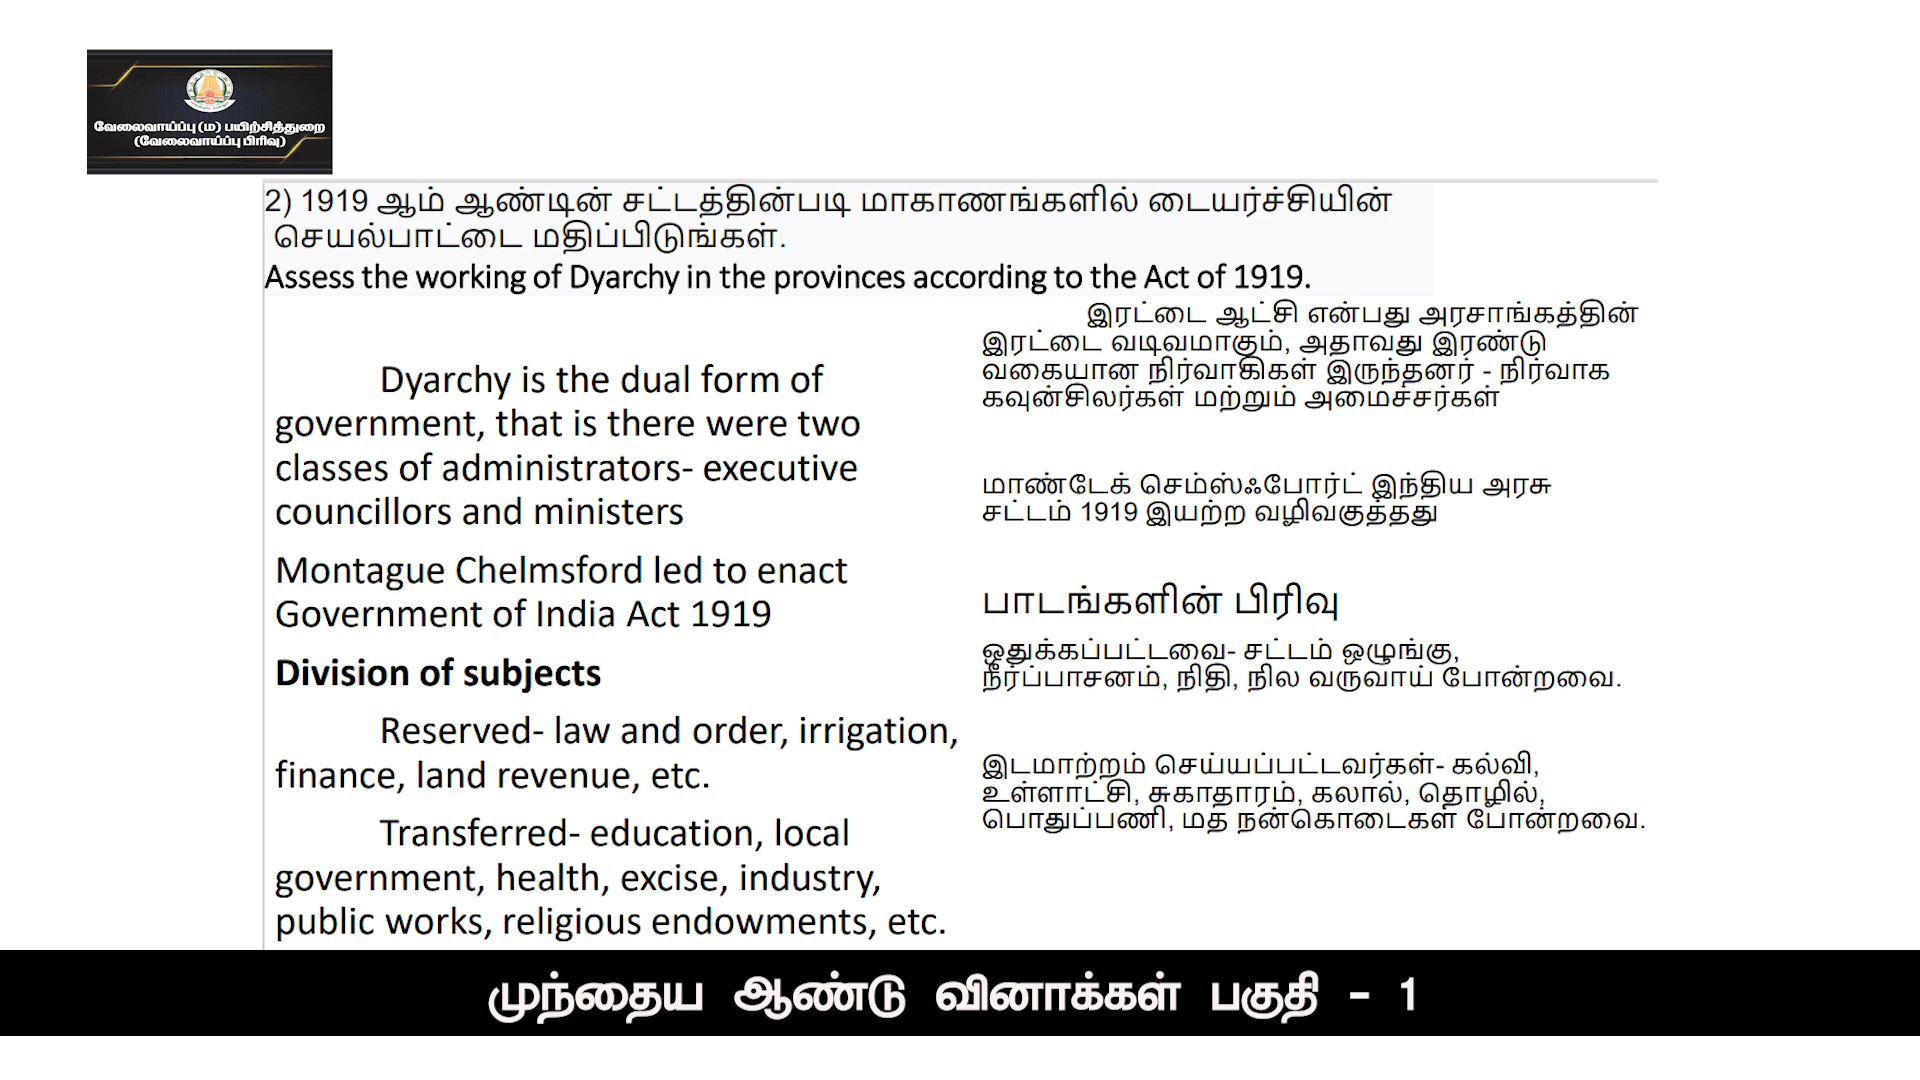 வேலைவாய்ப்பு (ம) பயிற்சித்துறை
(வேலைவாய்ப்பு பிரிவு)
2) 1919 ஆம் ஆண்டின் சட்டத்தின்படி மாகாணங்களில் டையர்ச்சியின்
செயல்பாட்டை மதிப்பிடுங்கள்.
Assess the working of Dyarchy in the provinces according to the Act of 1919.
Dyarchy is the dual form of
government, that is there were two
classes of administrators- executive
councillors and ministers
Montague Chelmsford led to enact
Government of India Act 1919
Division of subjects
Reserved- law and order, irrigation,
finance, land revenue, etc.
Transferred- education, local
government, health, excise, industry,
public works, religious endowments, etc.
இரட்டை ஆட்சி என்பது அரசாங்கத்தின்
இரட்டை வடிவமாகும், அதாவது இரண்டு
வகையான நிர்வாகிகள் இருந்தனர் - நிர்வாக
கவுன்சிலர்கள் மற்றும் அமைச்சர்கள்
மாண்டேக் செம்ஸ்ஃபோர்ட் இந்திய அரசு
சட்டம் 1919 இயற்ற வழிவகுத்தது
பாடங்களின் பிரிவு
ஒதுக்கப்பட்டவை- சட்டம் ஒழுங்கு,
நீர்ப்பாசனம், நிதி, நில வருவாய் போன்றவை.
இடமாற்றம் செய்யப்பட்டவர்கள்- கல்வி,
உள்ளாட்சி, சுகாதாரம், கலால், தொழில்,
பொதுப்பணி, மத நன்கொடைகள் போன்றவை.
முந்தைய ஆண்டு வினாக்கள் பகுதி - 1